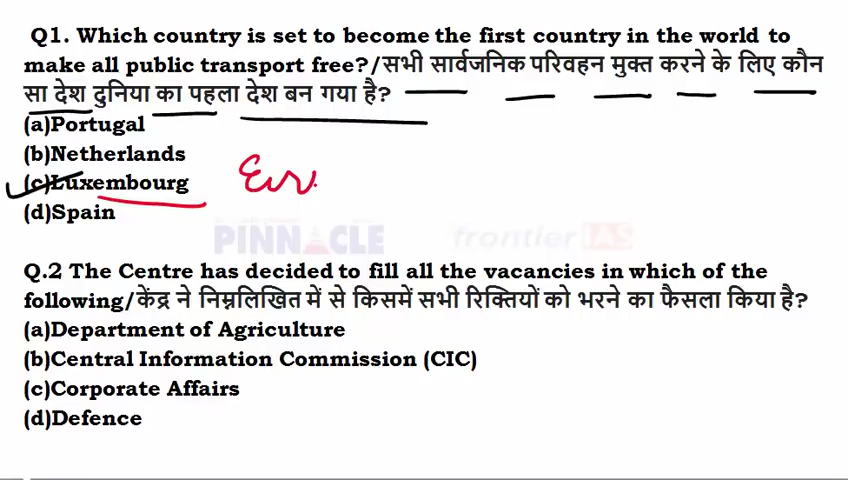 Q1. Which country is set to become the first country in the world to
make all public transport free?/सभी सार्वजनिक परिवहन मुक्त करने के लिए कौन
सा देश दुनिया का पहला देश बन गया है?
(a)Portugal
(b)Netherlands
(c)Luxembourg
(d)Spain
PINNACLE frontier IAS
Q.2 The Centre has decided to fill all the vacancies in which of the
following/केंद्र ने निम्नलिखित में से किसमें सभी रिक्तियों को भरने का फैसला किया है?
(a)Department of Agriculture
(b)Central Information Commission (CIC)
(c)Corporate Affairs
(d)Defence